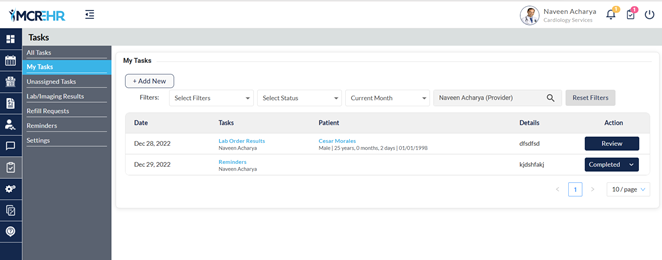 MCREHR
Naveen Acharya
Cardiology Services
7
1
Tasks
All Tasks
My Tasks
Unassigned Tasks
Lab/Imaging Results
Refill Requests
Reminders
Settings
My Tasks
+ Add New
Filters: Select Filters Select Status Current Month Naveen Acharya (Provider) Reset Filters
Date Tasks Patient Details Action
Dec 28, 2022 Lab Order Results Cesar Morales dfsdfsd Review
Naveen Acharya Male | 25 years, 0 months, 2 days | 01/01/1998
Dec 29, 2022 Reminders kjdshfakj Completed
Naveen Acharya
< 1 > 10 / page